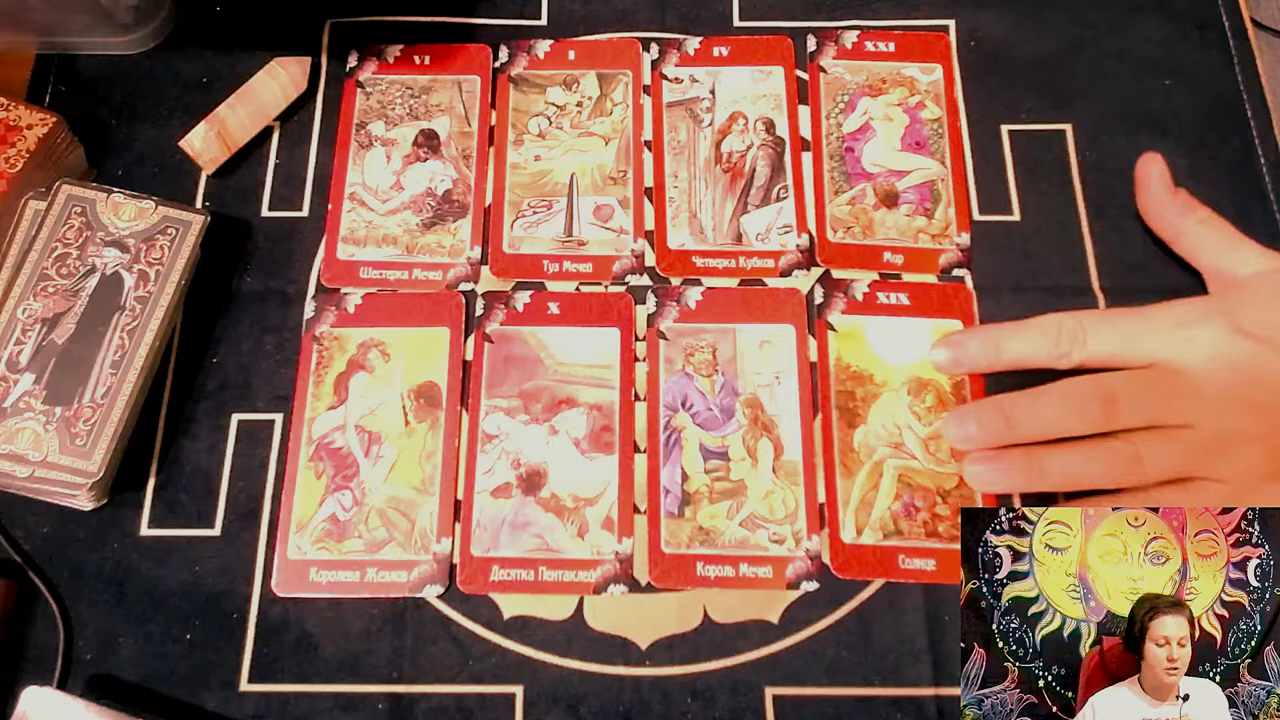 VI
I
IV
XXI
Шестерка Мечей
Туз Мечей
Четверка Кубков
Мир
X
XIX
Королева Жезлов
Десятка Пентаклей
Король Мечей
Солнце